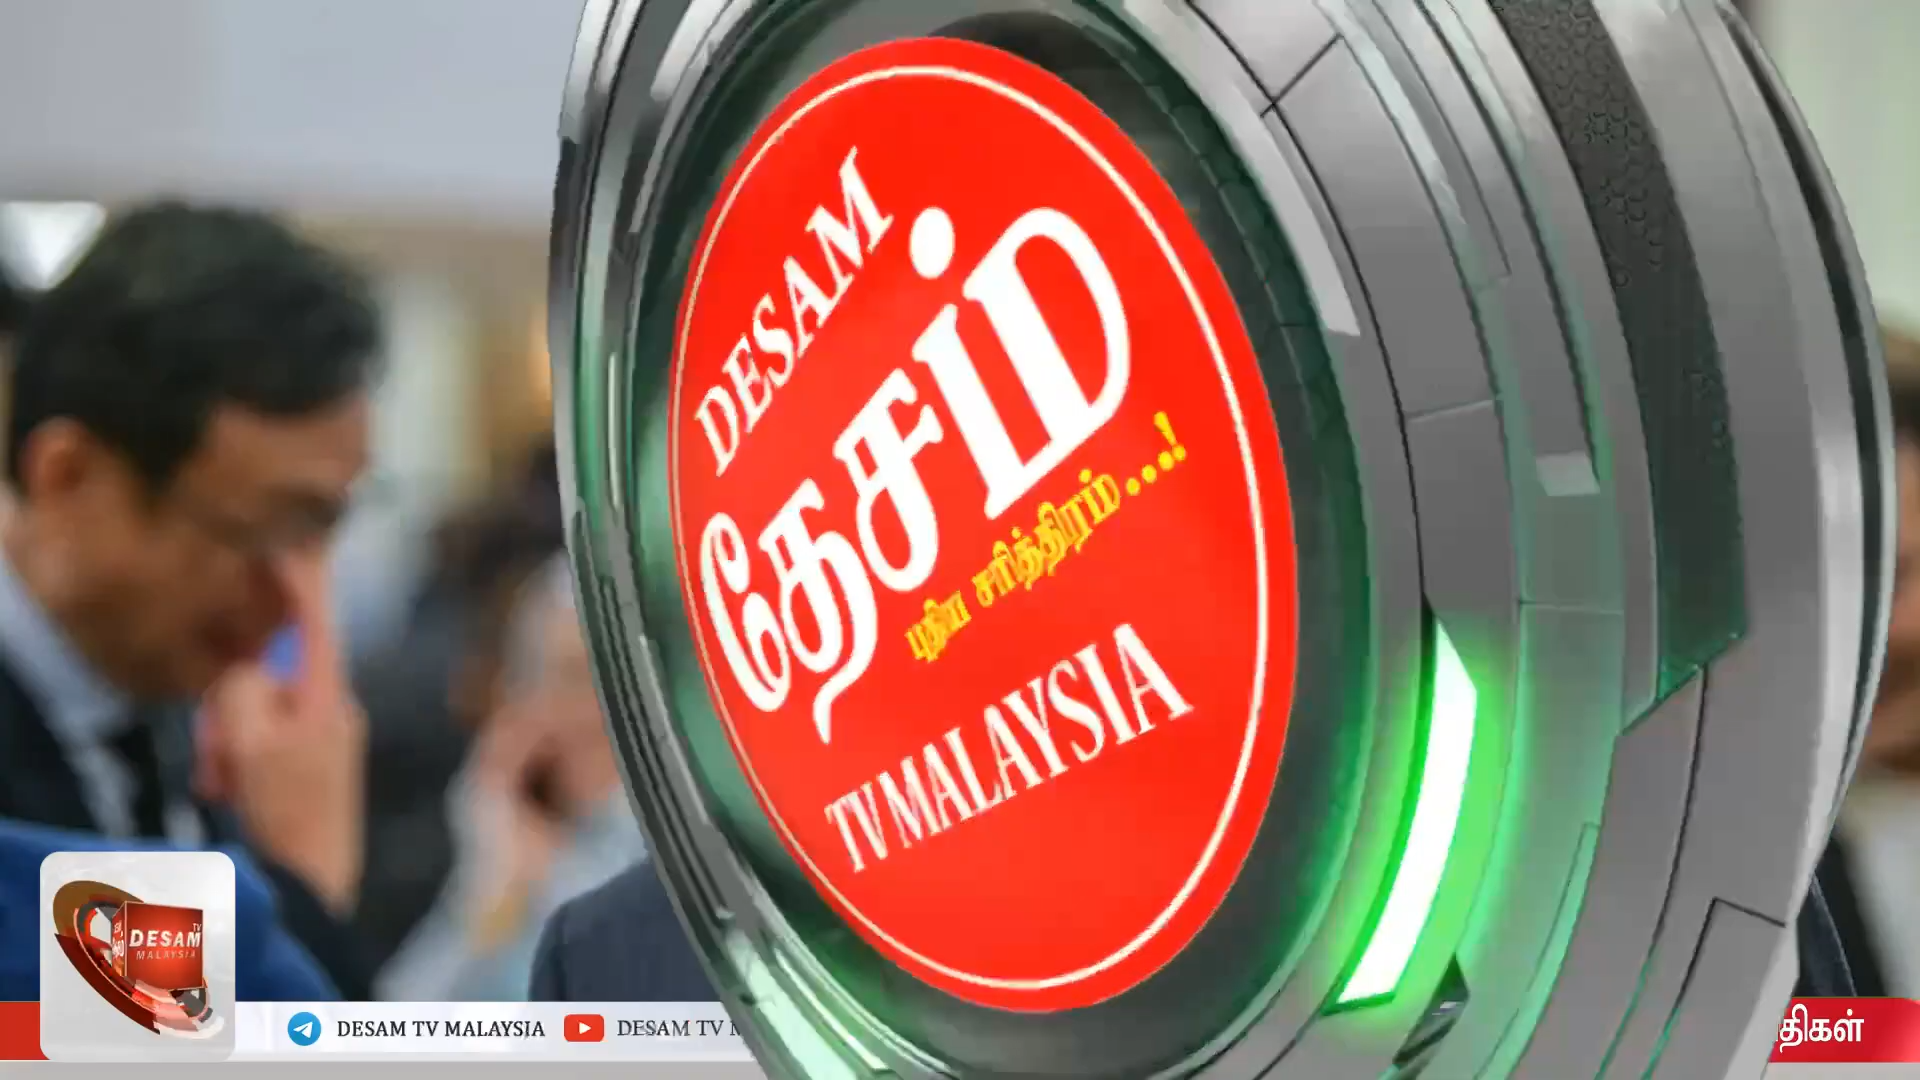 DESAM
தேசம்
புதிய சரித்திரம்...!
TV MALAYSIA
DESAM TV
MALAYSIA
DESAM TV MALAYSIA
DESAM TV
திகள்